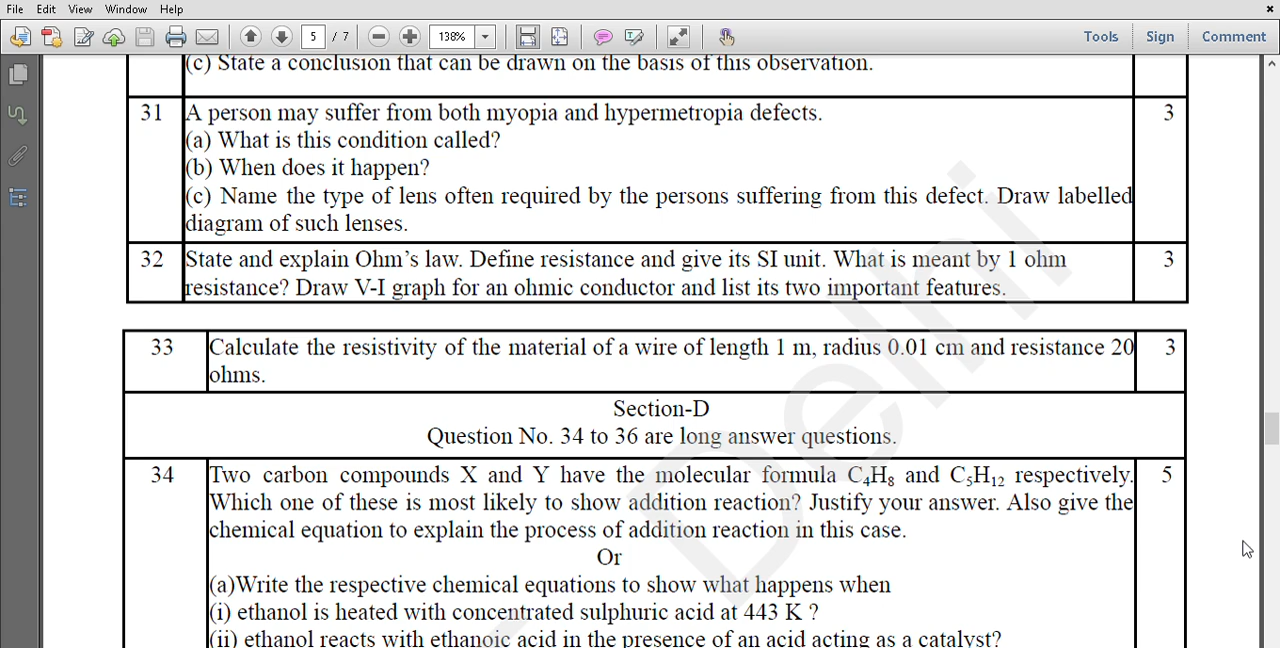 File Edit View Window Help
5 / 7 138% Tools Sign Comment
(c) State a conclusion that can be drawn on the basis of this observation.
31 A person may suffer from both myopia and hypermetropia defects. 3
(a) What is this condition called?
(b) When does it happen?
(c) Name the type of lens often required by the persons suffering from this defect. Draw labelled
diagram of such lenses.
32 State and explain Ohm's law. Define resistance and give its SI unit. What is meant by 1 ohm 3
resistance? Draw V-I graph for an ohmic conductor and list its two important features.
33 Calculate the resistivity of the material of a wire of length 1 m, radius 0.01 cm and resistance 20 3
ohms.
Section-D
Question No. 34 to 36 are long answer questions.
34 Two carbon compounds X and Y have the molecular formula C₄H₈ and C₅H₁₂ respectively. 5
Which one of these is most likely to show addition reaction? Justify your answer. Also give the
chemical equation to explain the process of addition reaction in this case.
Or
(a)Write the respective chemical equations to show what happens when
(i) ethanol is heated with concentrated sulphuric acid at 443 K ?
(ii) ethanol reacts with ethanoic acid in the presence of an acid acting as a catalyst?
Delhi